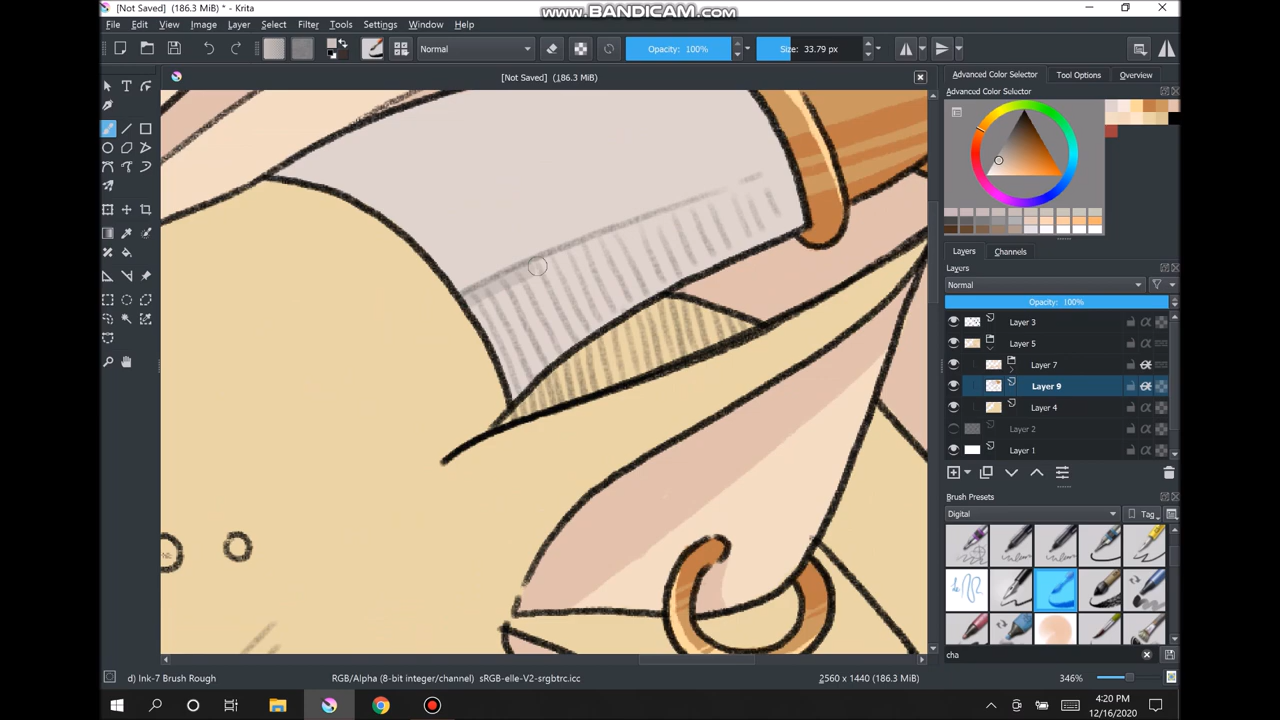 [Not Saved] (186.3 MiB) * - Krita
www.BANDICAM.com
File Edit View Image Layer Select Filter Tools Settings Window Help
Normal
Opacity: 100%
Size: 33.79 px
[Not Saved] (186.3 MiB)
Advanced Color Selector Tool Options Overview
Advanced Color Selector
Layers Channels
Layers
Normal
Opacity: 100%
Layer 3
Layer 5
Layer 7
Layer 9
Layer 4
Layer 2
Layer 1
Brush Presets
Digital
Tag
cha
d) Ink-7 Brush Rough
RGB/Alpha (8-bit integer/channel) sRGB-elle-V2-srgbtrc.icc
2560 x 1440 (186.3 MiB)
346%
4:20 PM
12/16/2020